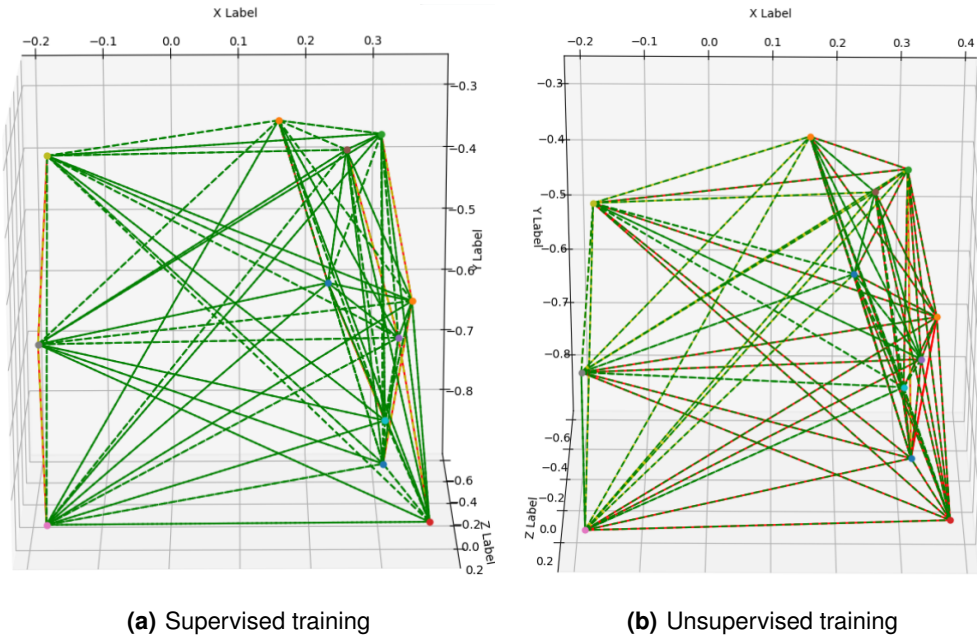 X Label
X Label
−0.2 −0.1 0.0 0.1 0.2 0.3
−0.2 −0.1 0.0 0.1 0.2 0.3 0.4
−0.3
−0.4
−0.5
−0.6
−0.7
−0.8
Y Label
0.6
−0.4
−0.2
0.0
0.2
Z Label
−0.3
−0.4
−0.5
−0.6
−0.7
−0.8
Y Label
−0.6
−0.4
−0.2
0.0
0.2
Z Label
(a) Supervised training
(b) Unsupervised training